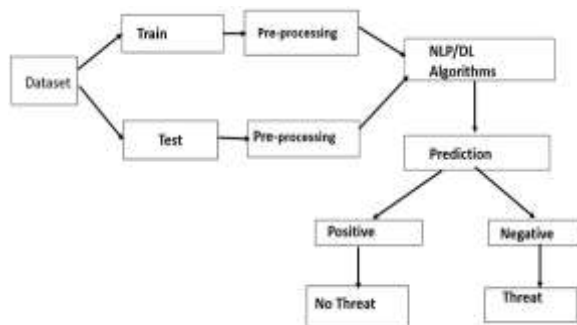 Train
Pre-processing
NLP/DL
Algorithms
Dataset
Test
Pre-processing
Prediction
Positive
Negative
No Threat
Threat